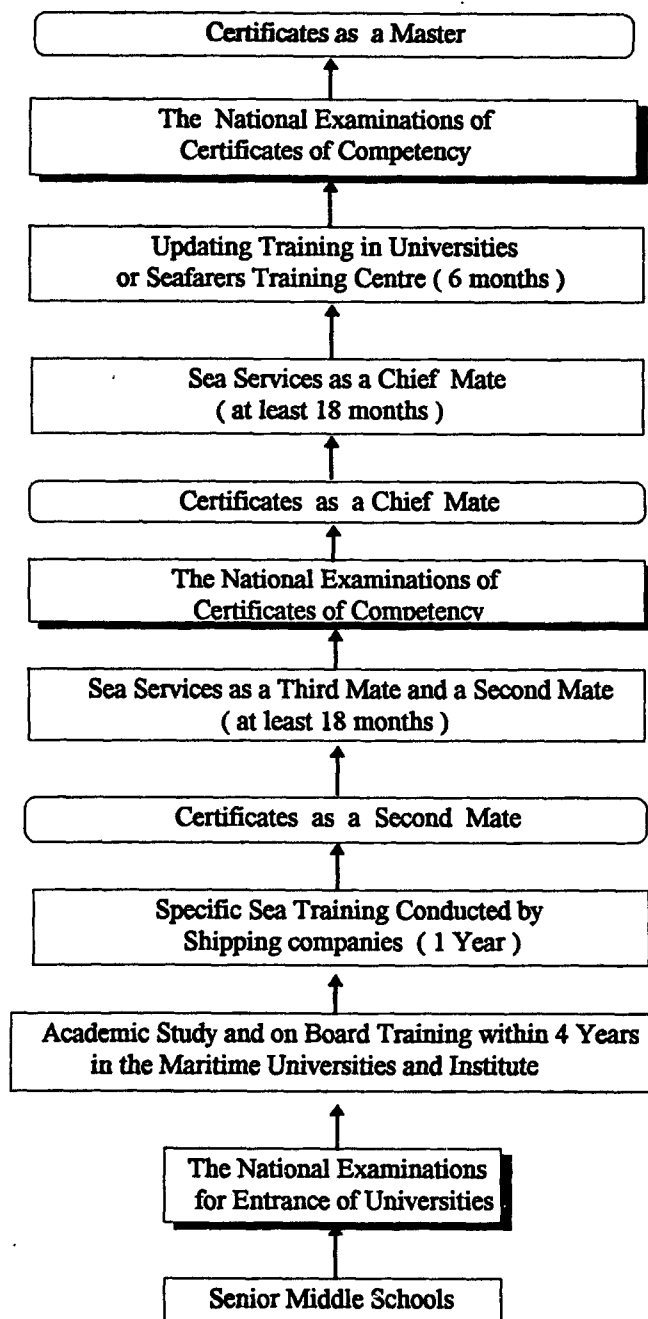 Certificates as a Master
The National Examinations of
Certificates of Competency
Updating Training in Universities
or Seafarers Training Centre ( 6 months )
Sea Services as a Chief Mate
( at least 18 months )
Certificates as a Chief Mate
The National Examinations of
Certificates of Competency
Sea Services as a Third Mate and a Second Mate
( at least 18 months )
Certificates as a Second Mate
Specific Sea Training Conducted by
Shipping companies ( 1 Year )
Academic Study and on Board Training within 4 Years
in the Maritime Universities and Institute
The National Examinations
for Entrance of Universities
Senior Middle Schools